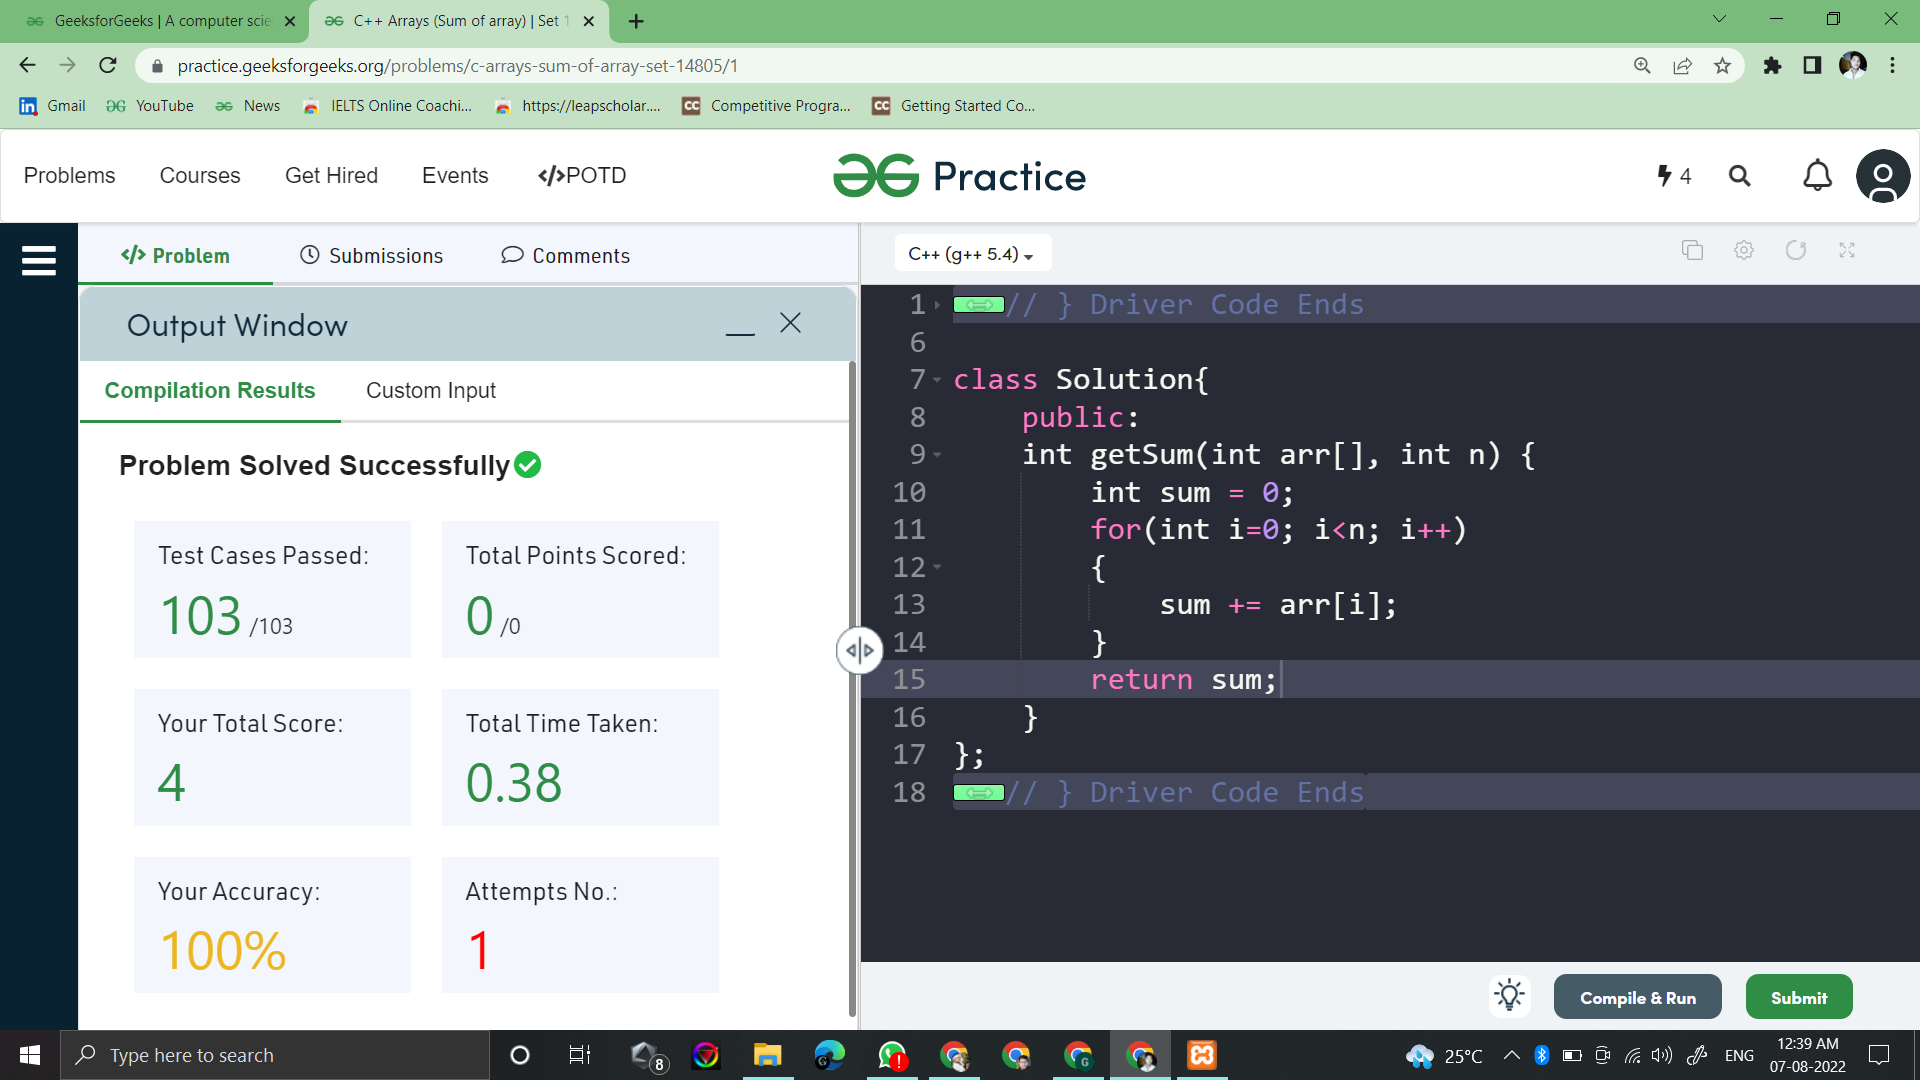 GeeksforGeeks | A computer scie
C++ Arrays (Sum of array) | Set 1
practice.geeksforgeeks.org/problems/c-arrays-sum-of-array-set-14805/1
Gmail YouTube News IELTS Online Coachi... https://leapscholar.... CC Competitive Progra... CC Getting Started Co...
Problems Courses Get Hired Events </>POTD Practice 4
</> Problem Submissions Comments
C++ (g++ 5.4)
Output Window
Compilation Results Custom Input
Problem Solved Successfully
Test Cases Passed:
103 /103
Total Points Scored:
0 /0
Your Total Score:
4
Total Time Taken:
0.38
Your Accuracy:
100%
Attempts No.:
1
1 // } Driver Code Ends
6
7 class Solution{
8 public:
9 int getSum(int arr[], int n) {
10 int sum = 0;
11 for(int i=0; i<n; i++)
12 {
13 sum += arr[i];
14 }
15 return sum;
16 }
17 };
18 // } Driver Code Ends
Compile & Run Submit
Type here to search
8
25°C ENG
12:39 AM
07-08-2022